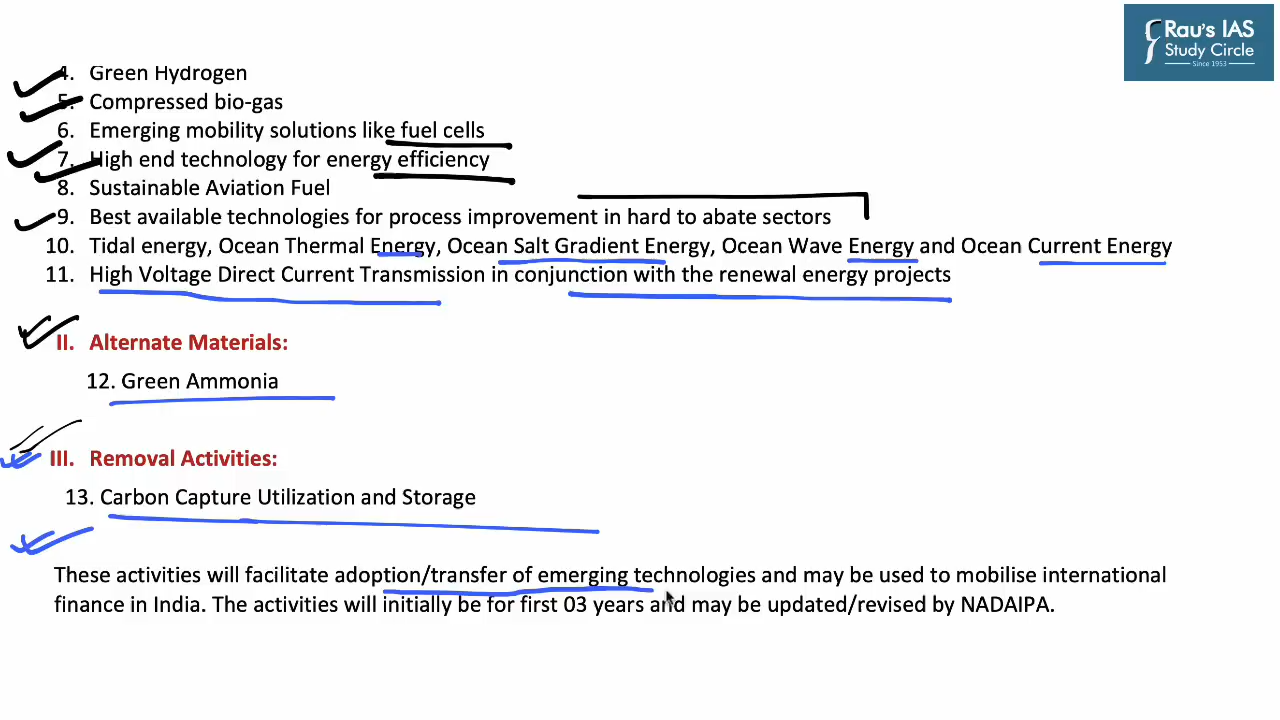 Rau's IAS
Study Circle
Since 1953
4. Green Hydrogen
5. Compressed bio-gas
6. Emerging mobility solutions like fuel cells
7. High end technology for energy efficiency
8. Sustainable Aviation Fuel
9. Best available technologies for process improvement in hard to abate sectors
10. Tidal energy, Ocean Thermal Energy, Ocean Salt Gradient Energy, Ocean Wave Energy and Ocean Current Energy
11. High Voltage Direct Current Transmission in conjunction with the renewal energy projects
II. Alternate Materials:
12. Green Ammonia
III. Removal Activities:
13. Carbon Capture Utilization and Storage
These activities will facilitate adoption/transfer of emerging technologies and may be used to mobilise international
finance in India. The activities will initially be for first 03 years and may be updated/revised by NADAIPA.